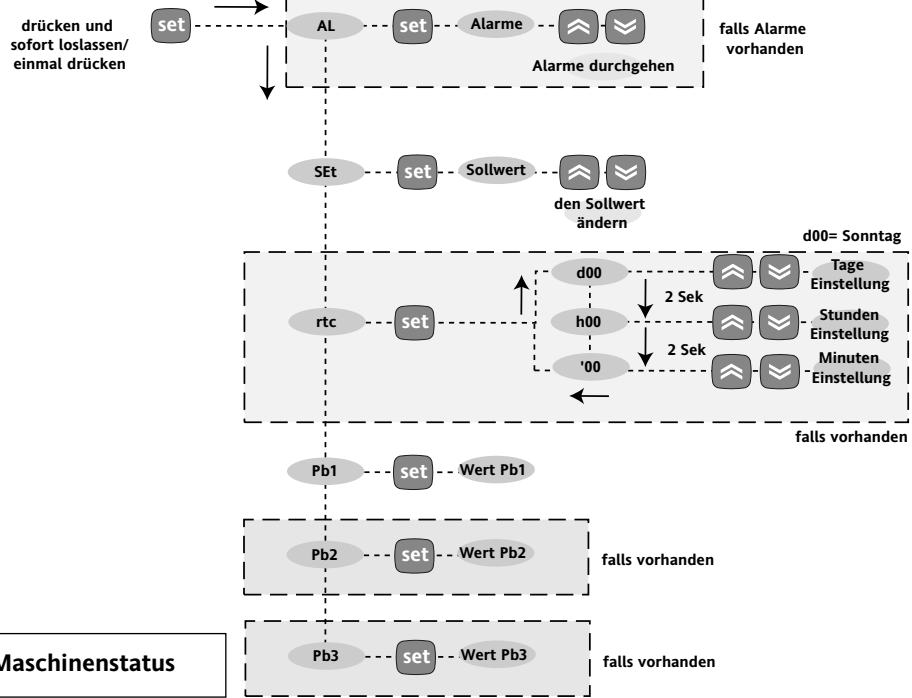 drücken und
sofort loslassen/
einmal drücken
set
AL
set
Alarme
Alarme durchgehen
falls Alarme
vorhanden
SEt
set
Sollwert
den Sollwert
ändern
d00= Sonntag
rtc
set
d00
2 Sek
Tage
Einstellung
h00
2 Sek
Stunden
Einstellung
'00
Minuten
Einstellung
falls vorhanden
Pb1
set
Wert Pb1
Pb2
set
Wert Pb2
falls vorhanden
Pb3
set
Wert Pb3
falls vorhanden
Maschinenstatus